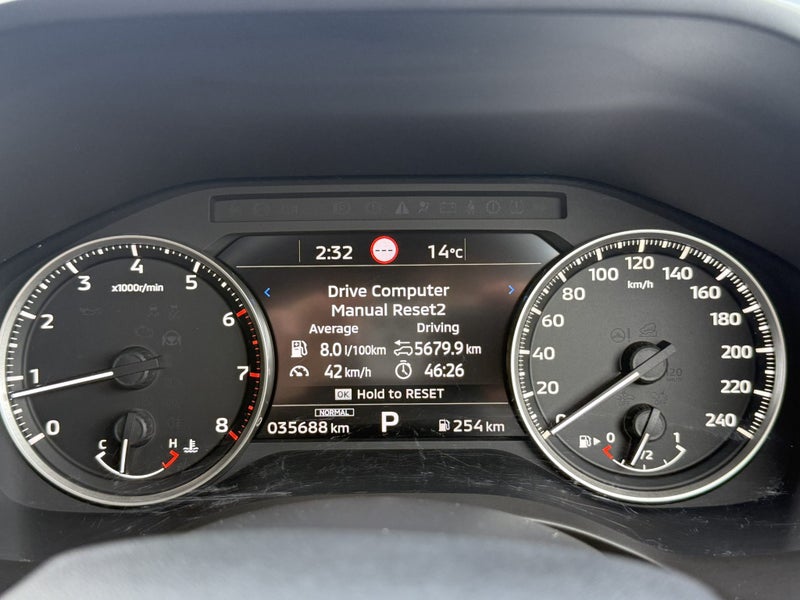 2:32 14°C
Drive Computer
Manual Reset2
Average Driving
8.0 l/100km 5679.9 km
42 km/h 46:26
OK Hold to RESET
NORMAL
035688 km P 254 km
0 1 2 3 4 5 6 7 8
x1000r/min
C H
0 20 40 60 80 100 120 140 160 180 200 220 240
km/h
0 1/2 1